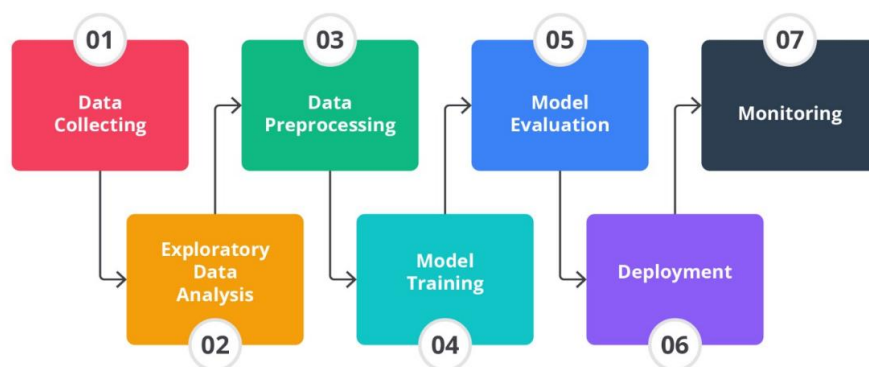 01
Data
Collecting
02
Exploratory
Data
Analysis
03
Data
Preprocessing
04
Model
Training
05
Model
Evaluation
06
Deployment
07
Monitoring